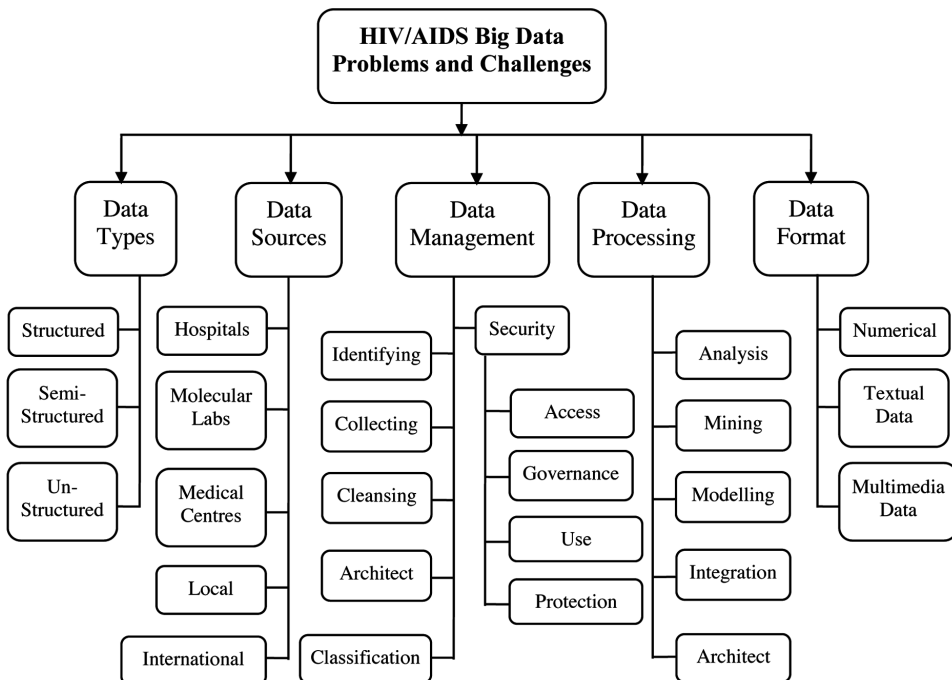 HIV/AIDS Big Data
Problems and Challenges
Data
Types
Data
Sources
Data
Management
Data
Processing
Data
Format
Structured
Semi-
Structured
Un-
Structured
Hospitals
Molecular
Labs
Medical
Centres
Local
International
Identifying
Collecting
Cleansing
Architect
Classification
Security
Access
Governance
Use
Protection
Analysis
Mining
Modelling
Integration
Architect
Numerical
Textual
Data
Multimedia
Data